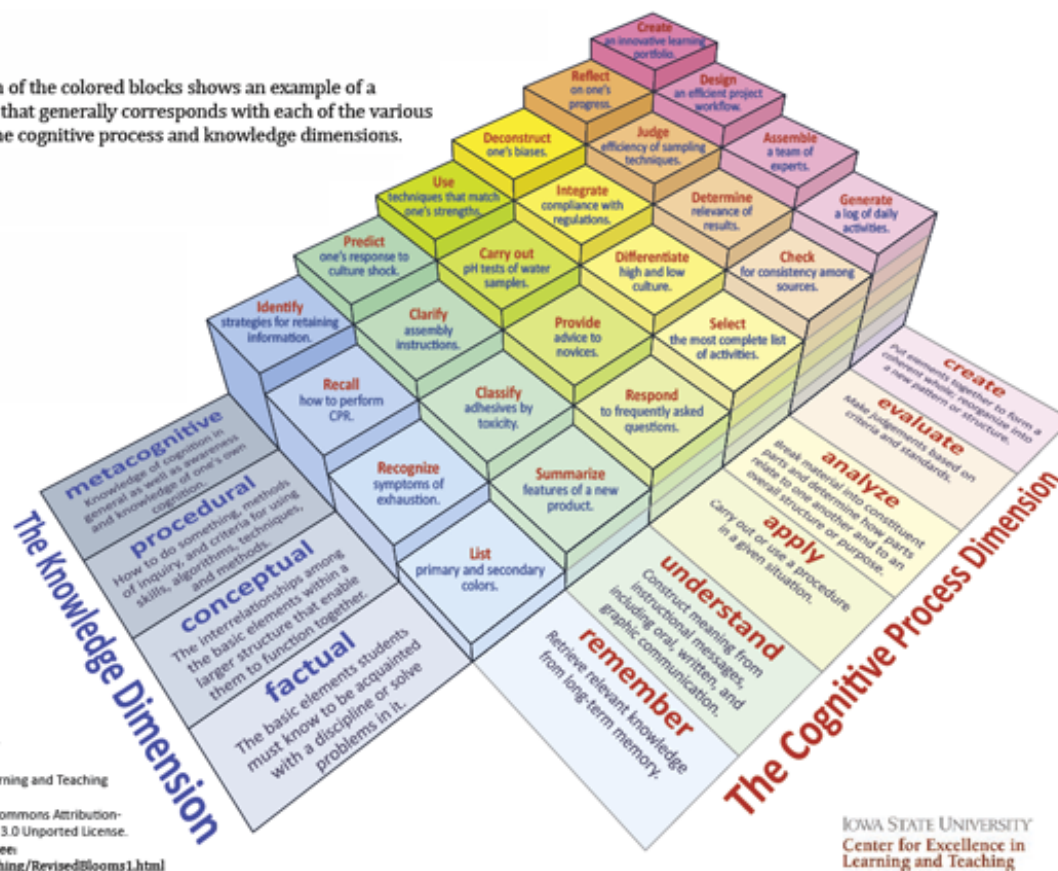 n of the colored blocks shows an example of a
that generally corresponds with each of the various
ne cognitive process and knowledge dimensions.
Create
an innovative learning
portfolio.
Reflect
on one's
progress.
Design
an efficient project
workflow.
Deconstruct
one's biases.
Judge
efficiency of sampling
techniques.
Assemble
a team of
experts.
Use
techniques that match
one's strengths.
Integrate
compliance with
regulations.
Determine
relevance of
results.
Generate
a log of daily
activities.
Predict
one's response to
culture shock.
Carry out
pH tests of water
samples.
Differentiate
high and low
culture.
Check
for consistency among
sources.
Identify
strategies for retaining
information.
Clarify
assembly
instructions.
Provide
advice to
novices.
Select
the most complete list
of activities.
Recall
how to perform
CPR.
Classify
adhesives by
toxicity.
Respond
to frequently asked
questions.
Recognize
symptoms of
exhaustion.
Summarize
features of a new
product.
List
primary and secondary
colors.
metacognitive
Knowledge of cognition in
general as well as awareness
and knowledge of one's own
cognition.
procedural
How to do something, methods
of inquiry, and criteria for using
skills, algorithms, techniques,
and methods.
conceptual
The interrelationships among
the basic elements within a
larger structure that enable
them to function together.
factual
The basic elements students
must know to be acquainted
with a discipline or solve
problems in it.
The Knowledge Dimension
create
Put elements together to form a
coherent whole; reorganize into
a new pattern or structure.
evaluate
Make judgements based on
criteria and standards.
analyze
Break material into constituent
parts and determine how parts
relate to one another and to an
overall structure or purpose.
apply
Carry out or use a procedure
in a given situation.
understand
Construct meaning from
instructional messages,
including oral, written, and
graphic communication.
remember
Retrieve relevant knowledge
from long-term memory.
The Cognitive Process Dimension
rning and Teaching
ommons Attribution-
3.0 Unported License.
ee:
hing/RevisedBlooms1.html
IOWA STATE UNIVERSITY
Center for Excellence in
Learning and Teaching